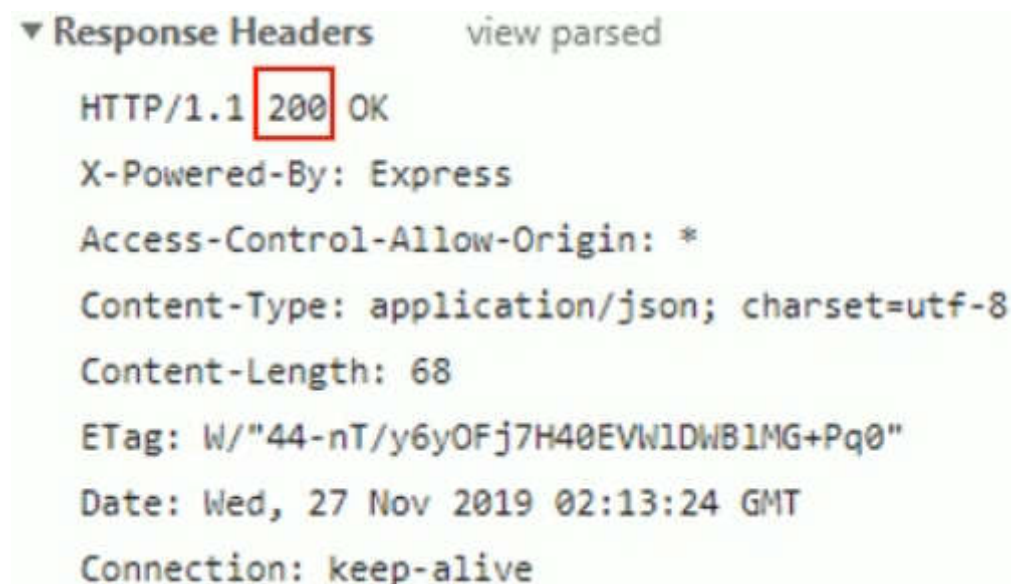 ▼ Response Headers view parsed
HTTP/1.1 200 OK
X-Powered-By: Express
Access-Control-Allow-Origin: *
Content-Type: application/json; charset=utf-8
Content-Length: 68
ETag: W/"44-nT/y6yOFj7H40EVWlDWBlMG+Pq0"
Date: Wed, 27 Nov 2019 02:13:24 GMT
Connection: keep-alive